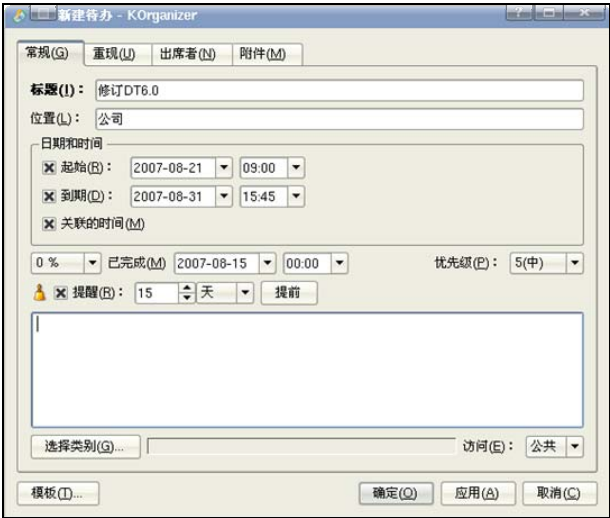 新建待办 - KOrganizer
常规(G) 重现(U) 出席者(N) 附件(M)
标题(I)： 修订DT6.0
位置(L)： 公司
日期和时间
起始(R)： 2007-08-21 09:00
到期(D)： 2007-08-31 15:45
关联的时间(M)
0 % 已完成(M) 2007-08-15 00:00 优先级(P)： 5(中)
提醒(R)： 15 天 提前
选择类别(G)... 访问(E)： 公共
模板(T)... 确定(O) 应用(A) 取消(C)